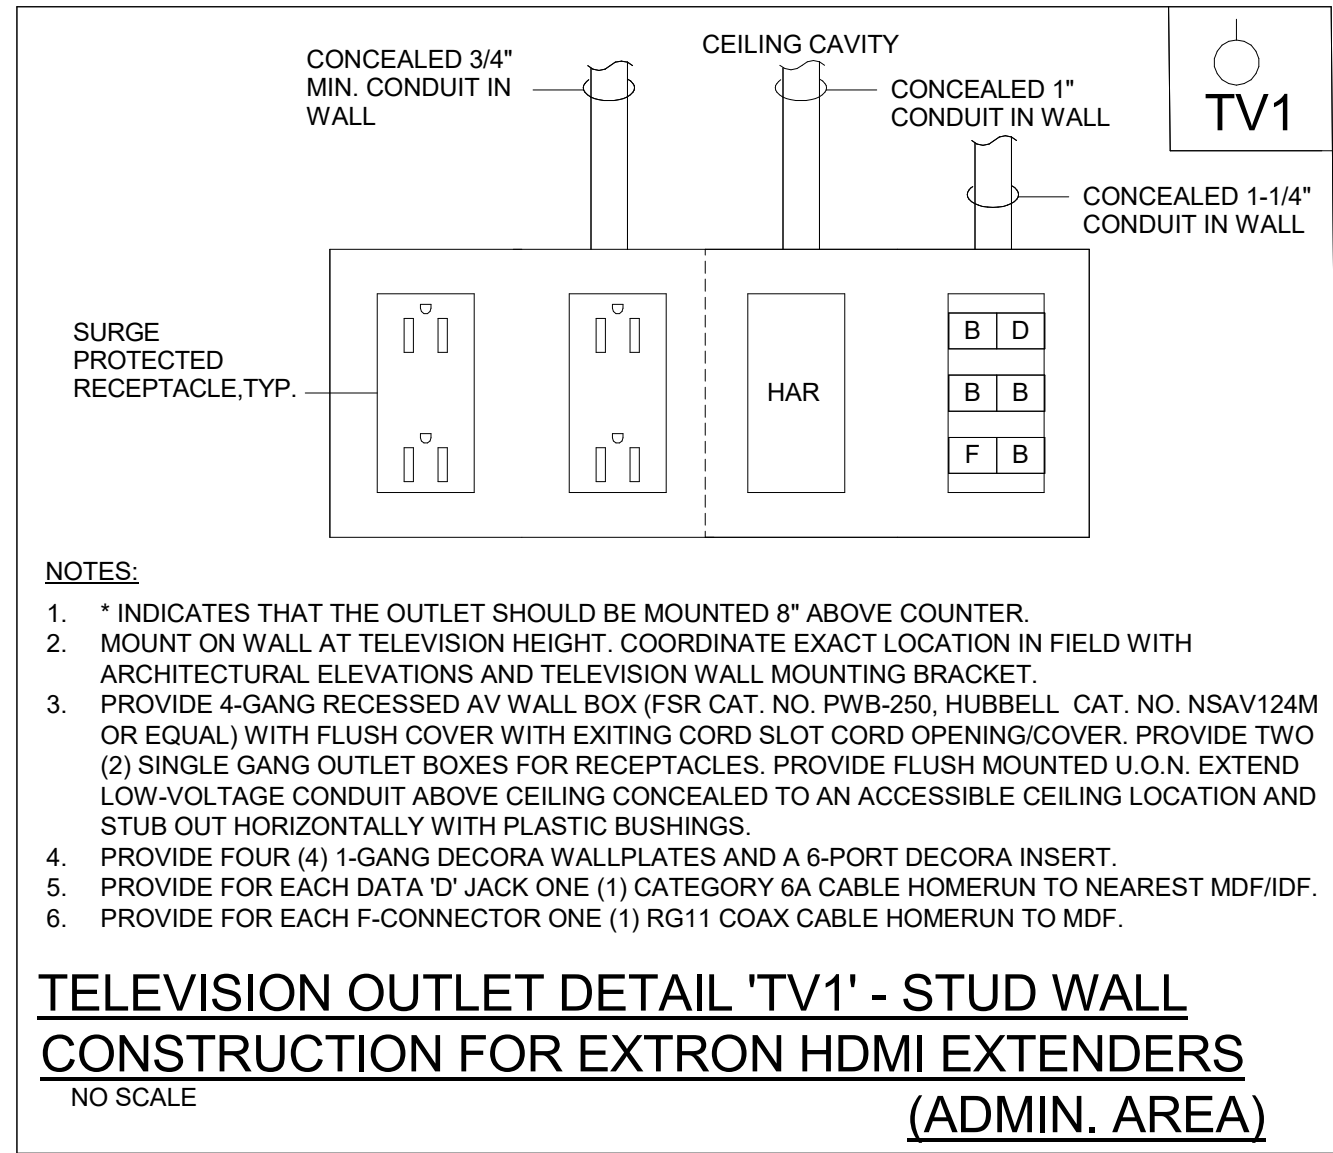 CONCEALED 3/4"
MIN. CONDUIT IN
WALL
CEILING CAVITY
CONCEALED 1"
CONDUIT IN WALL
TV1
CONCEALED 1-1/4"
CONDUIT IN WALL
SURGE
PROTECTED
RECEPTACLE,TYP.
HAR
B D
B B
F B
NOTES:
1. * INDICATES THAT THE OUTLET SHOULD BE MOUNTED 8" ABOVE COUNTER.
2. MOUNT ON WALL AT TELEVISION HEIGHT. COORDINATE EXACT LOCATION IN FIELD WITH
ARCHITECTURAL ELEVATIONS AND TELEVISION WALL MOUNTING BRACKET.
3. PROVIDE 4-GANG RECESSED AV WALL BOX (FSR CAT. NO. PWB-250, HUBBELL CAT. NO. NSAV124M
OR EQUAL) WITH FLUSH COVER WITH EXITING CORD SLOT CORD OPENING/COVER. PROVIDE TWO
(2) SINGLE GANG OUTLET BOXES FOR RECEPTACLES. PROVIDE FLUSH MOUNTED U.O.N. EXTEND
LOW-VOLTAGE CONDUIT ABOVE CEILING CONCEALED TO AN ACCESSIBLE CEILING LOCATION AND
STUB OUT HORIZONTALLY WITH PLASTIC BUSHINGS.
4. PROVIDE FOUR (4) 1-GANG DECORA WALLPLATES AND A 6-PORT DECORA INSERT.
5. PROVIDE FOR EACH DATA 'D' JACK ONE (1) CATEGORY 6A CABLE HOMERUN TO NEAREST MDF/IDF.
6. PROVIDE FOR EACH F-CONNECTOR ONE (1) RG11 COAX CABLE HOMERUN TO MDF.
TELEVISION OUTLET DETAIL 'TV1' - STUD WALL
CONSTRUCTION FOR EXTRON HDMI EXTENDERS
NO SCALE
(ADMIN. AREA)